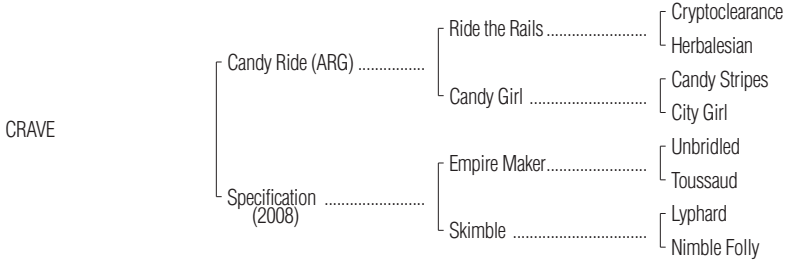 CRAVE
Candy Ride (ARG) ................
Specification ........................
(2008)
Ride the Rails ........................
Candy Girl ............................
Empire Maker........................
Skimble ................................
Cryptoclearance
Herbalesian
Candy Stripes
City Girl
Unbridled
Toussaud
Lyphard
Nimble Folly